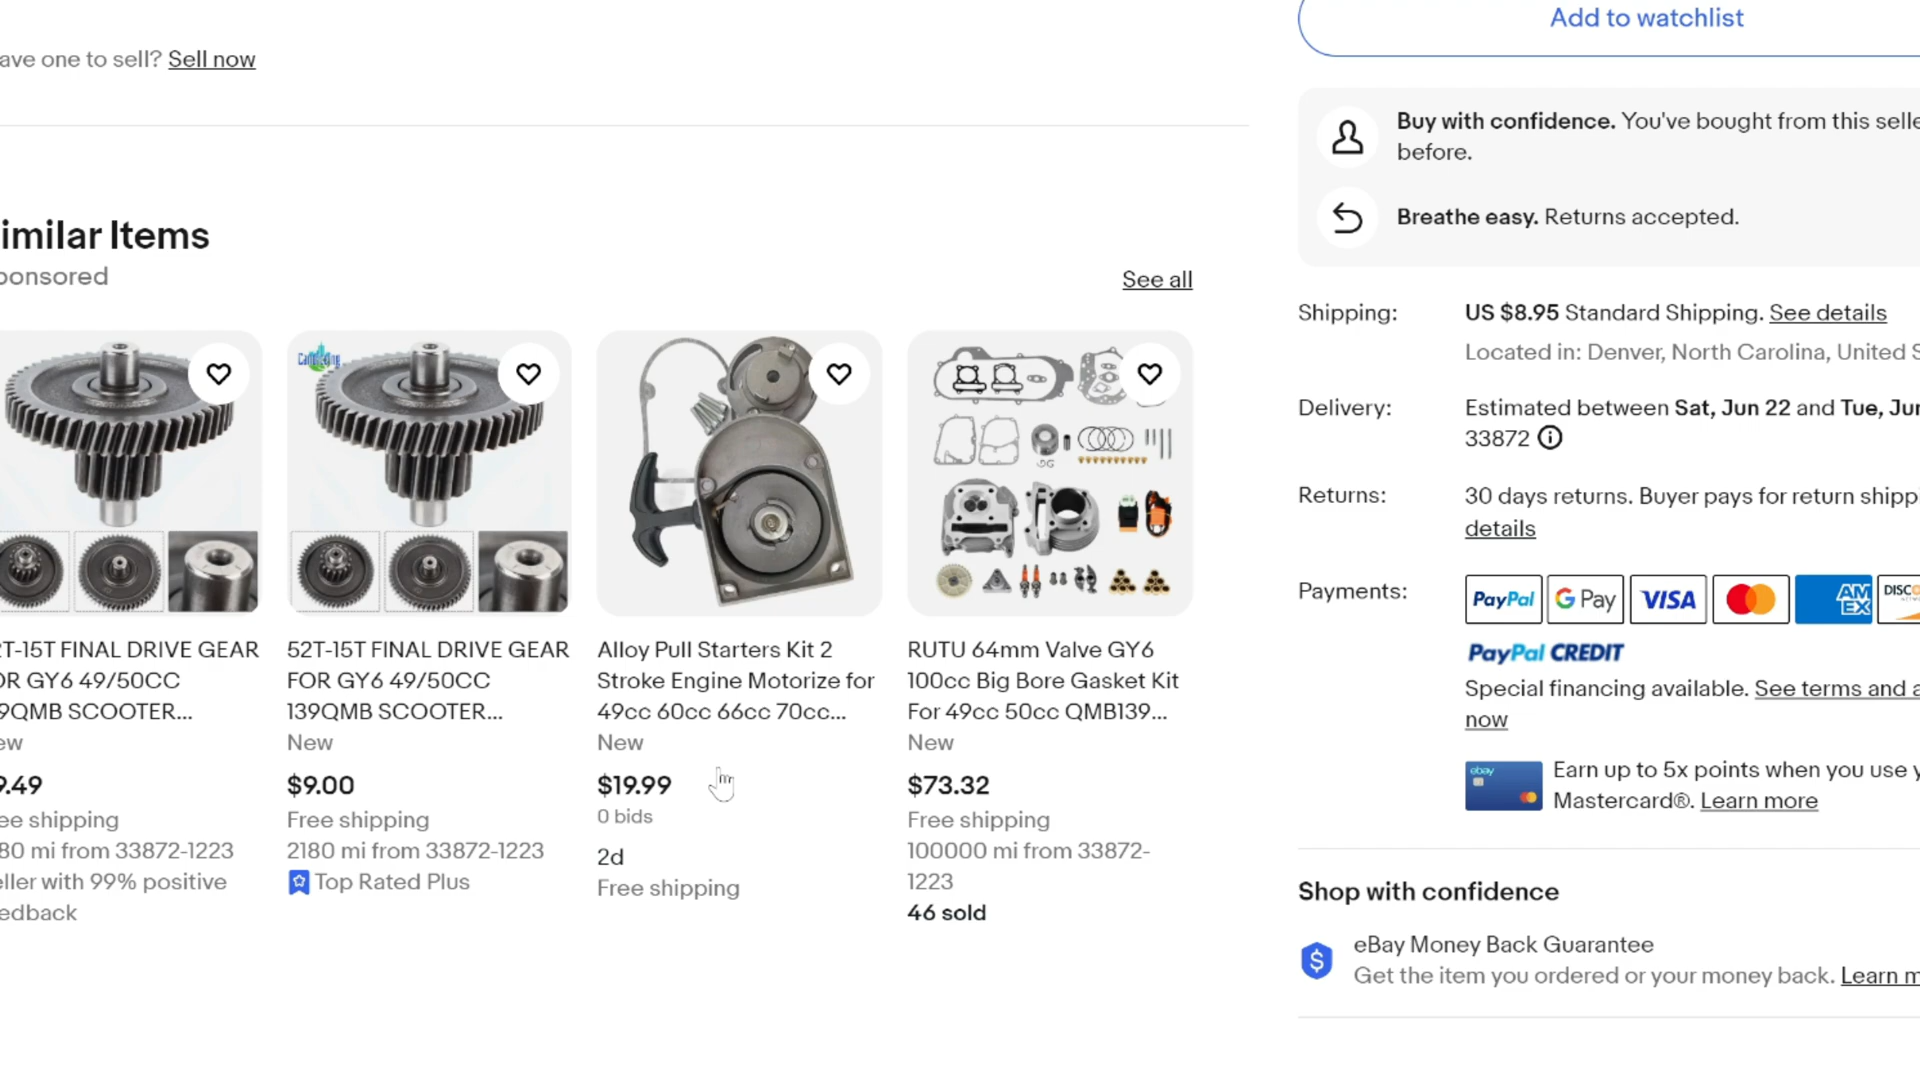 Add to watchlist
ave one to sell? Sell now
Buy with confidence. You've bought from this selle
before.
Breathe easy. Returns accepted.
imilar Items
ponsored
See all
Shipping:
US $8.95 Standard Shipping. See details
Located in: Denver, North Carolina, United S
Delivery:
Estimated between Sat, Jun 22 and Tue, Jun
33872
Returns:
30 days returns. Buyer pays for return shipp
details
Payments:
PayPal
G Pay
VISA
AM
EX
DISC
PayPal CREDIT
Special financing available. See terms and a
now
ebay
Earn up to 5x points when you use y
Mastercard®. Learn more
T-15T FINAL DRIVE GEAR
OR GY6 49/50CC
9QMB SCOOTER...
ew
9.49
ee shipping
80 mi from 33872-1223
eller with 99% positive
edback
52T-15T FINAL DRIVE GEAR
FOR GY6 49/50CC
139QMB SCOOTER...
New
$9.00
Free shipping
2180 mi from 33872-1223
Top Rated Plus
Alloy Pull Starters Kit 2
Stroke Engine Motorize for
49cc 60cc 66cc 70cc...
New
$19.99
0 bids
2d
Free shipping
RUTU 64mm Valve GY6
100cc Big Bore Gasket Kit
For 49cc 50cc QMB139...
New
$73.32
Free shipping
100000 mi from 33872-
1223
46 sold
Shop with confidence
eBay Money Back Guarantee
Get the item you ordered or your money back. Learn m